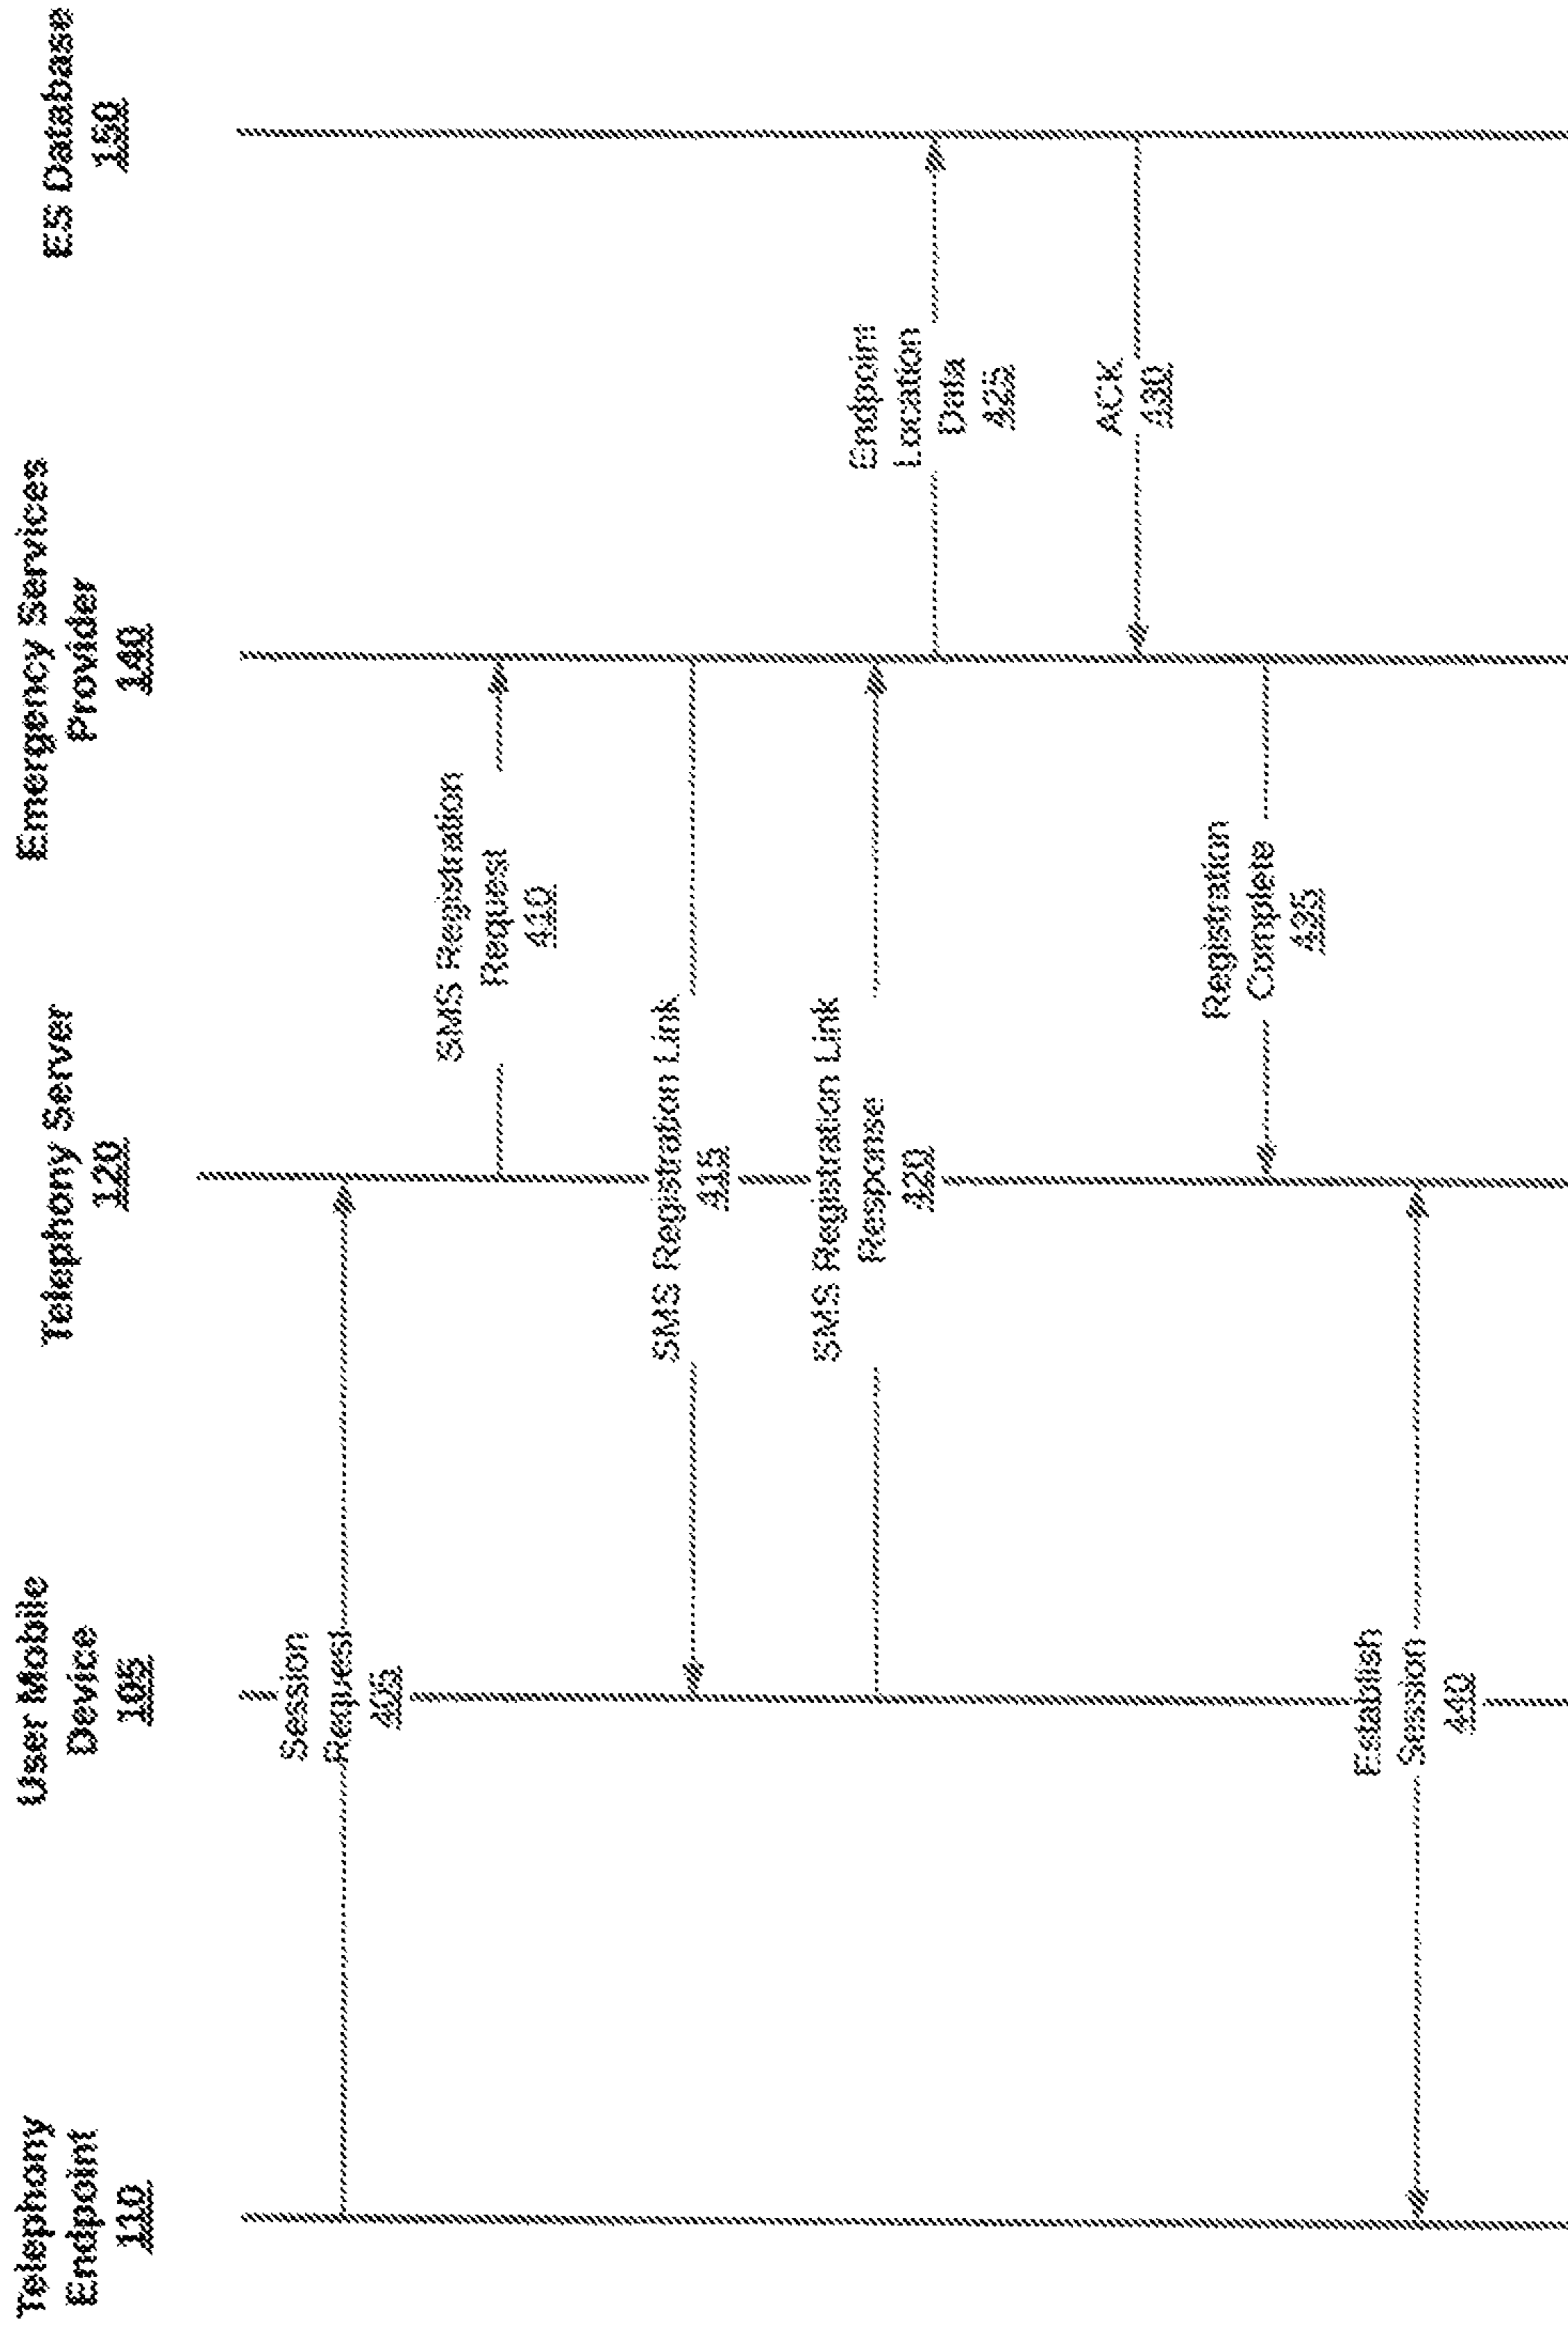 Telephony
Endpoint
110
User Mobile
Device
105
Telephony Server
120
Emergency Services
Provider
140
ES Database
150
Session
Request
405
SMS Registration
Request
410
SMS Registration Link
415
SMS Registration Link
Response
420
Endpoint
Location
Data
425
ACK
430
Registration
Complete
435
Establish
Session
440